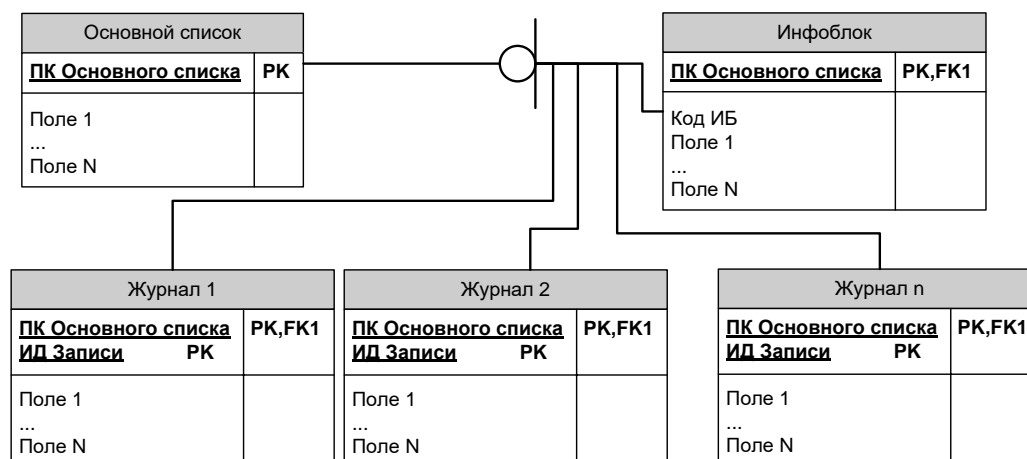 Основной список
ПК Основного списка PK
Поле 1
...
Поле N
Инфоблок
ПК Основного списка PK,FK1
Код ИБ
Поле 1
...
Поле N
Журнал 1
ПК Основного списка PK,FK1
ИД Записи PK
Поле 1
...
Поле N
Журнал 2
ПК Основного списка PK,FK1
ИД Записи PK
Поле 1
...
Поле N
Журнал n
ПК Основного списка PK,FK1
ИД Записи PK
Поле 1
...
Поле N